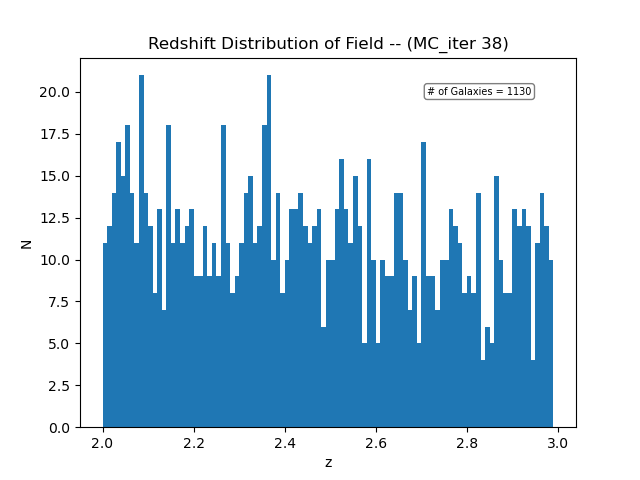 Redshift Distribution of Field -- (MC_iter 38)
# of Galaxies = 1130
20.0
17.5
15.0
12.5
10.0
7.5
5.0
2.5
0.0
N
2.0 2.2 2.4 2.6 2.8 3.0
z